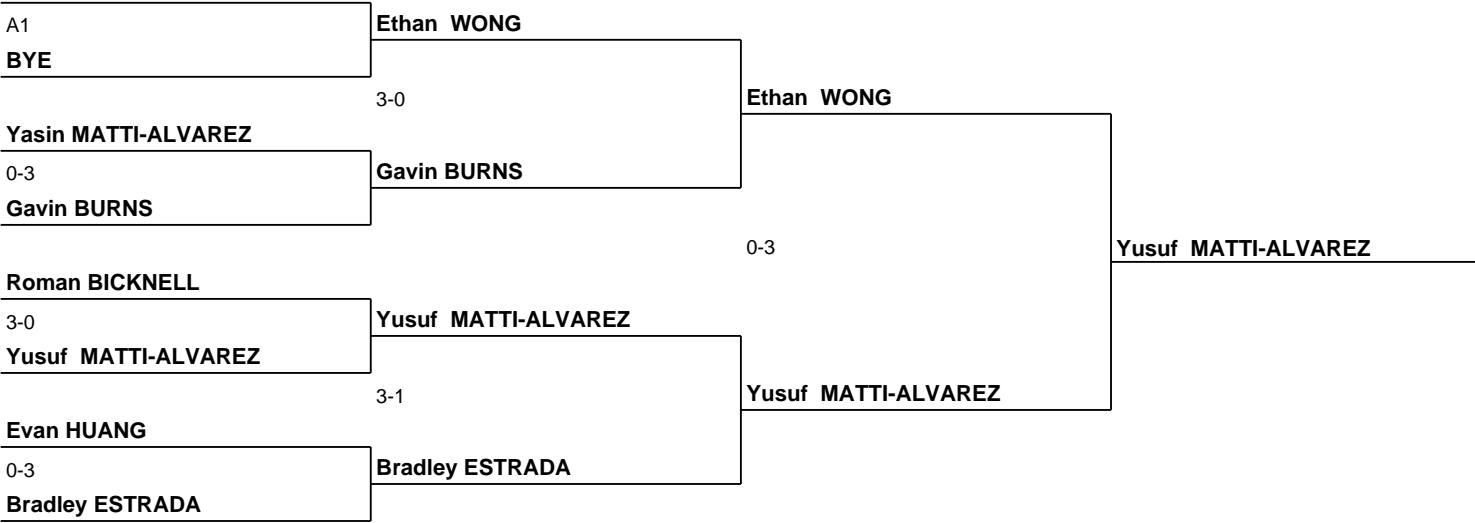 A1
BYE
Yasin MATTI-ALVAREZ
0-3
Gavin BURNS
Roman BICKNELL
3-0
Yusuf MATTI-ALVAREZ
Evan HUANG
0-3
Bradley ESTRADA
Ethan WONG
3-0
Gavin BURNS
Yusuf MATTI-ALVAREZ
3-1
Bradley ESTRADA
Ethan WONG
0-3
Yusuf MATTI-ALVAREZ
Yusuf MATTI-ALVAREZ